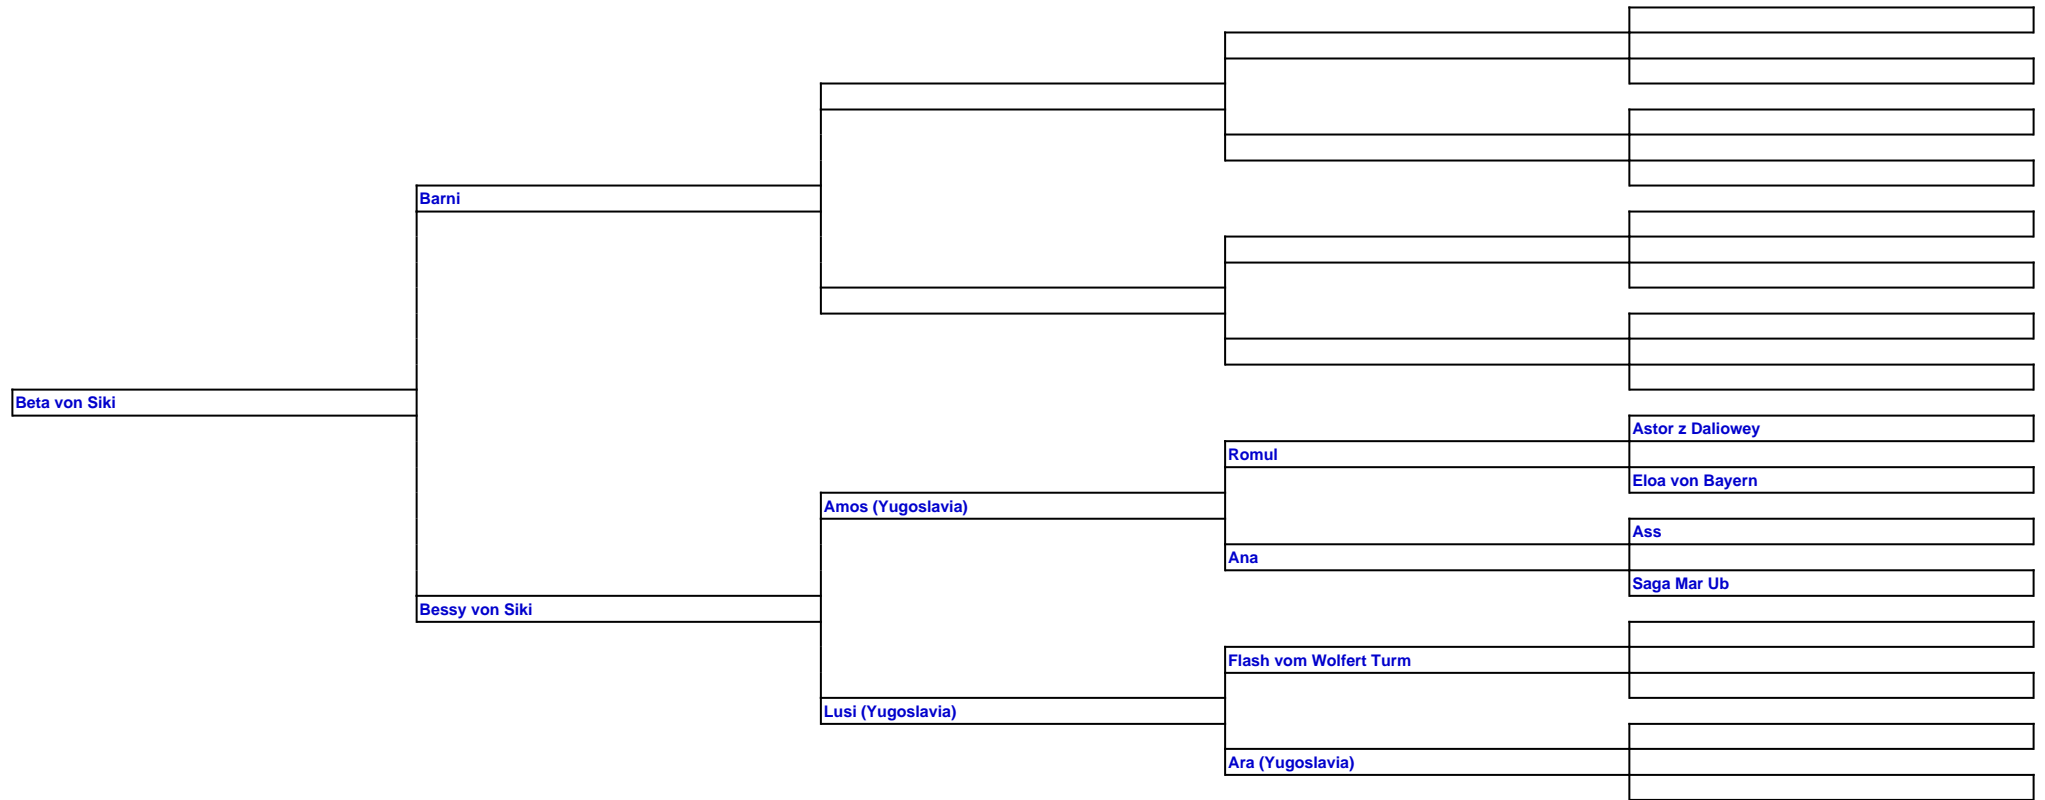 Barni
Beta von Siki
Astor z Daliowey
Romul
Eloa von Bayern
Amos (Yugoslavia)
Ass
Ana
Saga Mar Ub
Bessy von Siki
Flash vom Wolfert Turm
Lusi (Yugoslavia)
Ara (Yugoslavia)